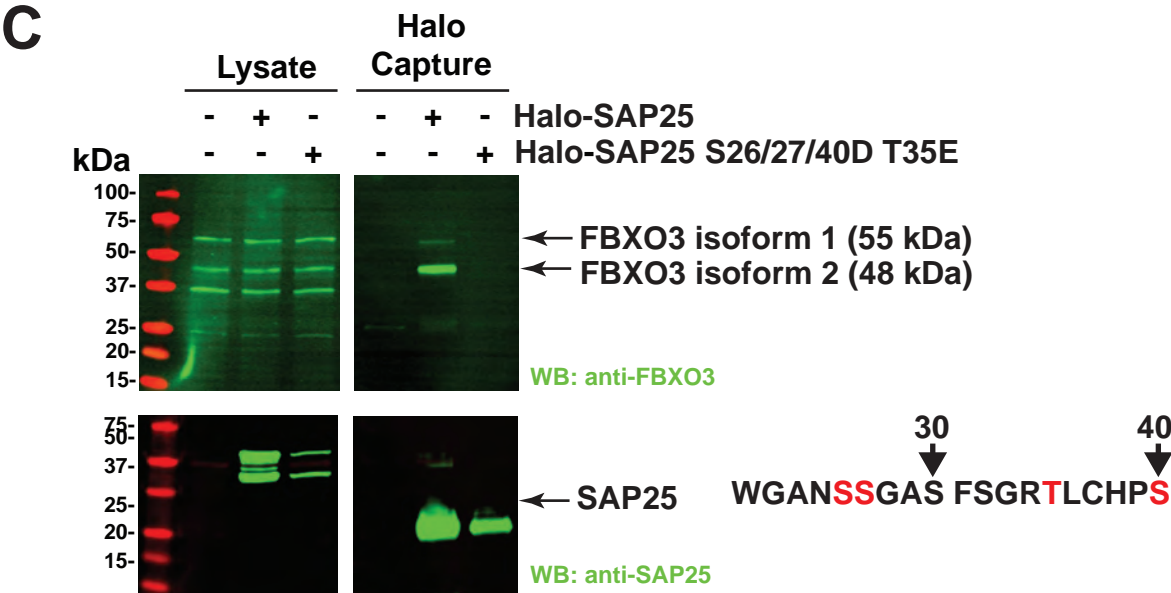 C
Lysate
Halo
Capture
- + - - + - Halo-SAP25
kDa - - + - - + Halo-SAP25 S26/27/40D T35E
100-
75-
50-
37-
25-
20-
15-
FBXO3 isoform 1 (55 kDa)
FBXO3 isoform 2 (48 kDa)
WB: anti-FBXO3
75-
50-
37-
25-
20-
15-
SAP25
WB: anti-SAP25
30 40
WGANSSGAS FSGRTLCHPS